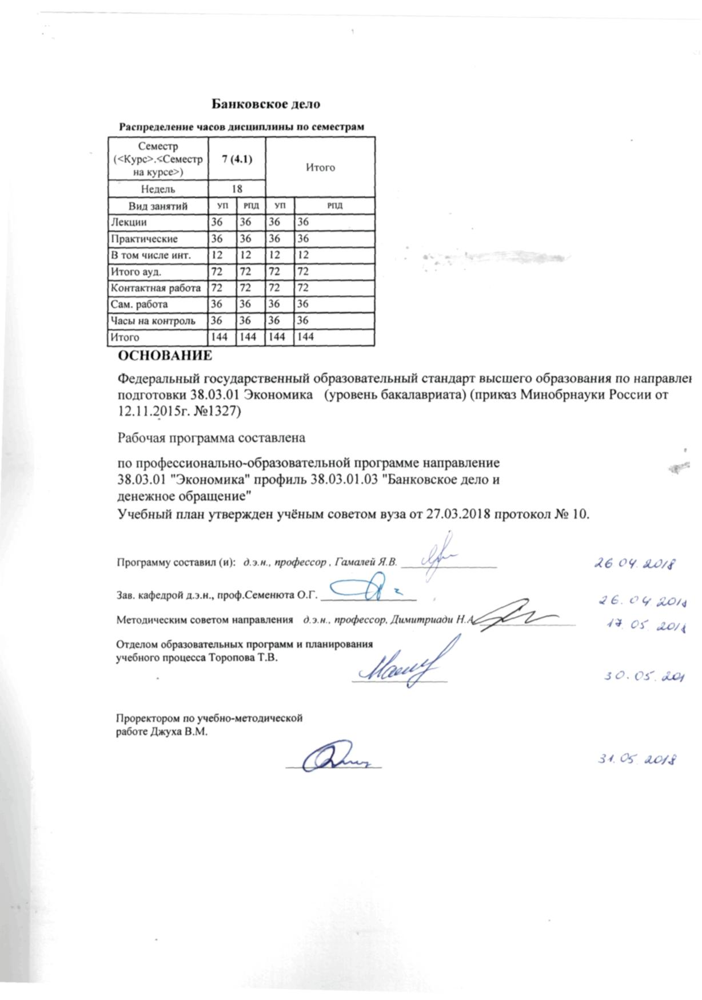 Банковское дело
Распределение часов дисциплины по семестрам
Семестр
(<Курс>.<Семестр
на курсе>)
7 (4.1)
Итого
Недель 18
Вид занятий УП РПД УП РПД
Лекции 36 36 36 36
Практические 36 36 36 36
В том числе инт. 12 12 12 12
Итого ауд. 72 72 72 72
Контактная работа 72 72 72 72
Сам. работа 36 36 36 36
Часы на контроль 36 36 36 36
Итого 144 144 144 144
ОСНОВАНИЕ
Федеральный государственный образовательный стандарт высшего образования по направлен
подготовки 38.03.01 Экономика (уровень бакалавриата) (приказ Минобрнауки России от
12.11.2015г. №1327)
Рабочая программа составлена
по профессионально-образовательной программе направление
38.03.01 "Экономика" профиль 38.03.01.03 "Банковское дело и
денежное обращение"
Учебный план утвержден учёным советом вуза от 27.03.2018 протокол № 10.
Программу составил (и): д.э.н., профессор , Гамалей Я.В. 26 04. 2018
Зав. кафедрой д.э.н., проф.Семенюта О.Г. 26. 04 2018
Методическим советом направления д.э.н., профессор, Димитриади Н.А. 17. 05. 2018
Отделом образовательных программ и планирования
учебного процесса Торопова Т.В.
30. 05. 201
Проректором по учебно-методической
работе Джуха В.М.
31. 05. 2018